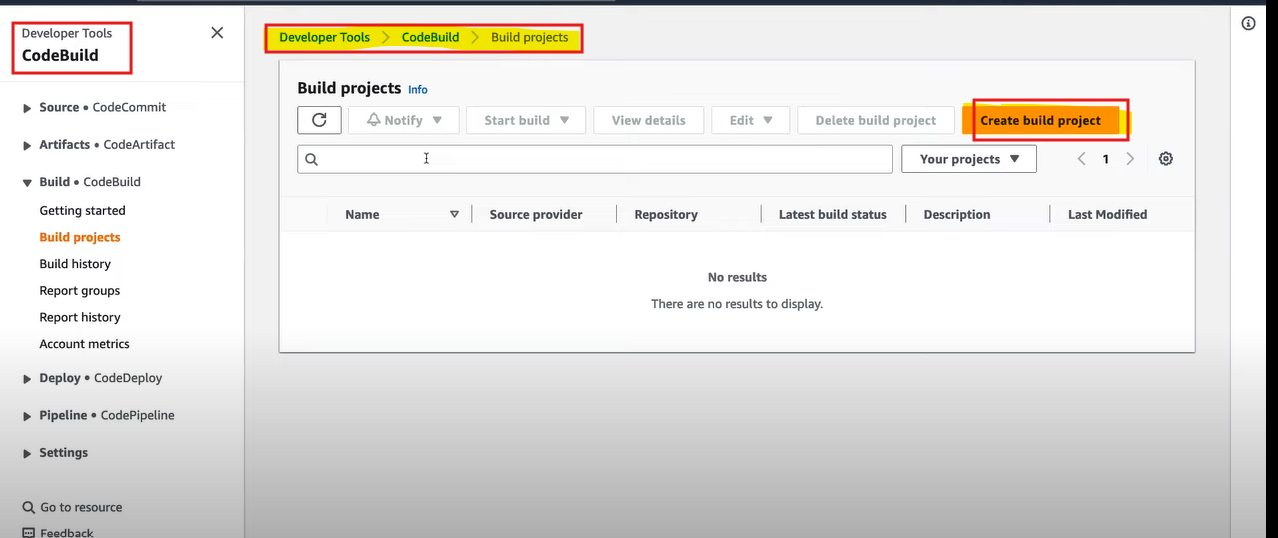 Developer Tools
CodeBuild
Source • CodeCommit
Artifacts • CodeArtifact
Build • CodeBuild
Getting started
Build projects
Build history
Report groups
Report history
Account metrics
Deploy • CodeDeploy
Pipeline • CodePipeline
Settings
Go to resource
Feedback
Developer Tools > CodeBuild > Build projects
Build projects Info
Notify Start build View details Edit Delete build project Create build project
Your projects 1
Name Source provider Repository Latest build status Description Last Modified
No results
There are no results to display.